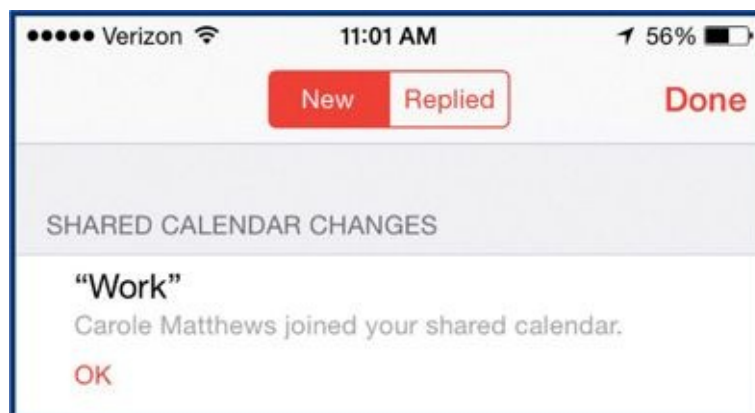 Verizon 11:01 AM 56%
New Replied Done
SHARED CALENDAR CHANGES
“Work”
Carole Matthews joined your shared calendar.
OK